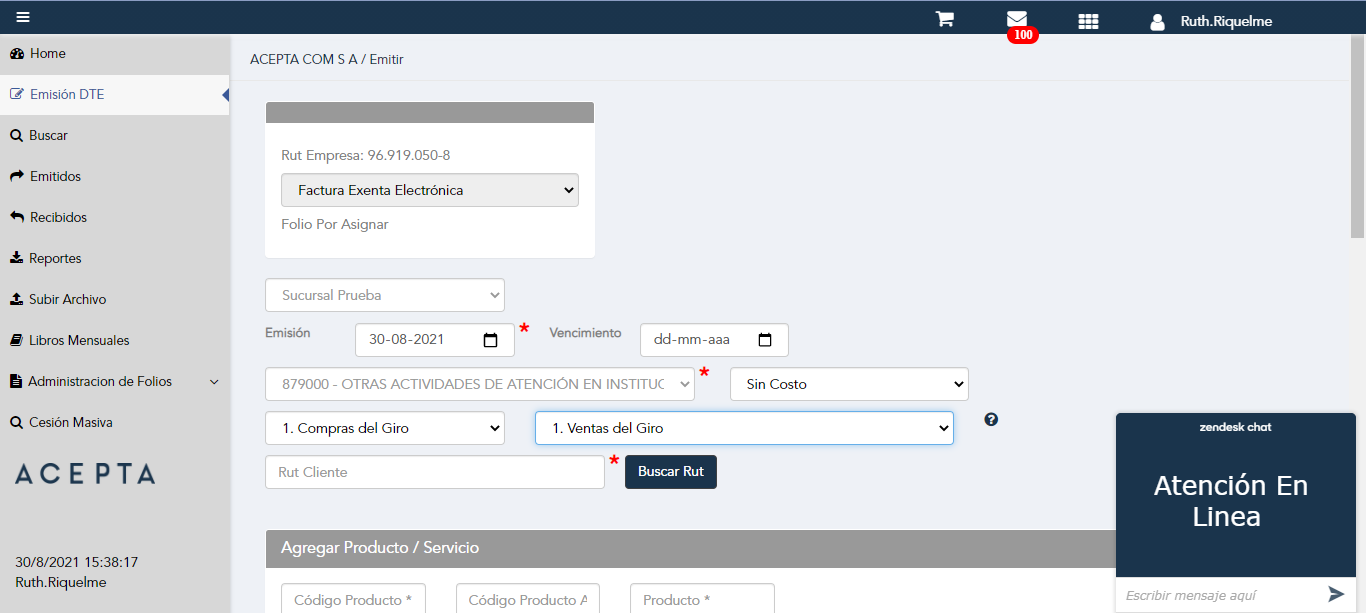 100
Ruth.Riquelme
Home
Emisión DTE
Buscar
Emitidos
Recibidos
Reportes
Subir Archivo
Libros Mensuales
Administracion de Folios
Cesión Masiva
ACEPTA
30/8/2021 15:38:17
Ruth.Riquelme
ACEPTA COM S A / Emitir
Rut Empresa: 96.919.050-8
Factura Exenta Electrónica
Folio Por Asignar
Sucursal Prueba
Emisión 30-08-2021 * Vencimiento dd-mm-aaa
879000 - OTRAS ACTIVIDADES DE ATENCIÓN EN INSTITUC * Sin Costo
1. Compras del Giro 1. Ventas del Giro ?
Rut Cliente * Buscar Rut
Agregar Producto / Servicio
Código Producto * Código Producto A Producto *
zendesk chat
Atención En
Linea
Escribir mensaje aquí